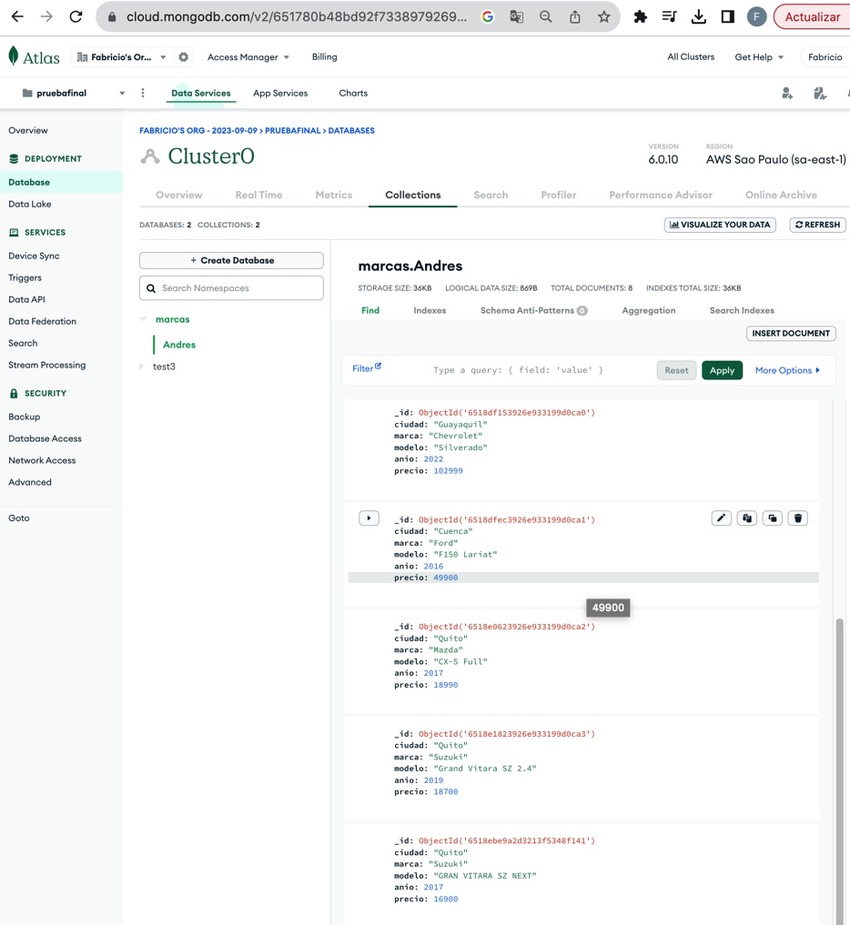 cloud.mongodb.com/v2/651780b48bd92f7338979269...
F
Actualizar
Atlas
Fabricio's Or...
Access Manager
Billing
All Clusters
Get Help
Fabricio
pruebafinal
Data Services
App Services
Charts
Overview
DEPLOYMENT
Database
Data Lake
SERVICES
Device Sync
Triggers
Data API
Data Federation
Search
Stream Processing
SECURITY
Backup
Database Access
Network Access
Advanced
Goto
FABRICIO'S ORG - 2023-09-09 > PRUEBAFINAL > DATABASES
Cluster0
VERSION
6.0.10
REGION
AWS Sao Paulo (sa-east-1)
Overview
Real Time
Metrics
Collections
Search
Profiler
Performance Advisor
Online Archive
DATABASES: 2 COLLECTIONS: 2
VISUALIZE YOUR DATA
REFRESH
+ Create Database
Search Namespaces
marcas
Andres
test3
marcas.Andres
STORAGE SIZE: 36KB LOGICAL DATA SIZE: 869B TOTAL DOCUMENTS: 8 INDEXES TOTAL SIZE: 36KB
Find
Indexes
Schema Anti-Patterns 0
Aggregation
Search Indexes
INSERT DOCUMENT
Filter
Type a query: { field: 'value' }
Reset
Apply
More Options
_id: ObjectId('6518df153926e933199d0ca0')
ciudad: "Guayaquil"
marca: "Chevrolet"
modelo: "Silverado"
anio: 2022
precio: 102999
_id: ObjectId('6518dfec3926e933199d0ca1')
ciudad: "Cuenca"
marca: "Ford"
modelo: "F150 Lariat"
anio: 2016
precio: 49900
49900
_id: ObjectId('6518e0623926e933199d0ca2')
ciudad: "Quito"
marca: "Mazda"
modelo: "CX-5 Full"
anio: 2017
precio: 18990
_id: ObjectId('6518e1823926e933199d0ca3')
ciudad: "Quito"
marca: "Suzuki"
modelo: "Grand Vitara SZ 2.4"
anio: 2019
precio: 18700
_id: ObjectId('6518ebe9a2d3213f5348f141')
ciudad: "Quito"
marca: "Suzuki"
modelo: "GRAN VITARA SZ NEXT"
anio: 2017
precio: 16900